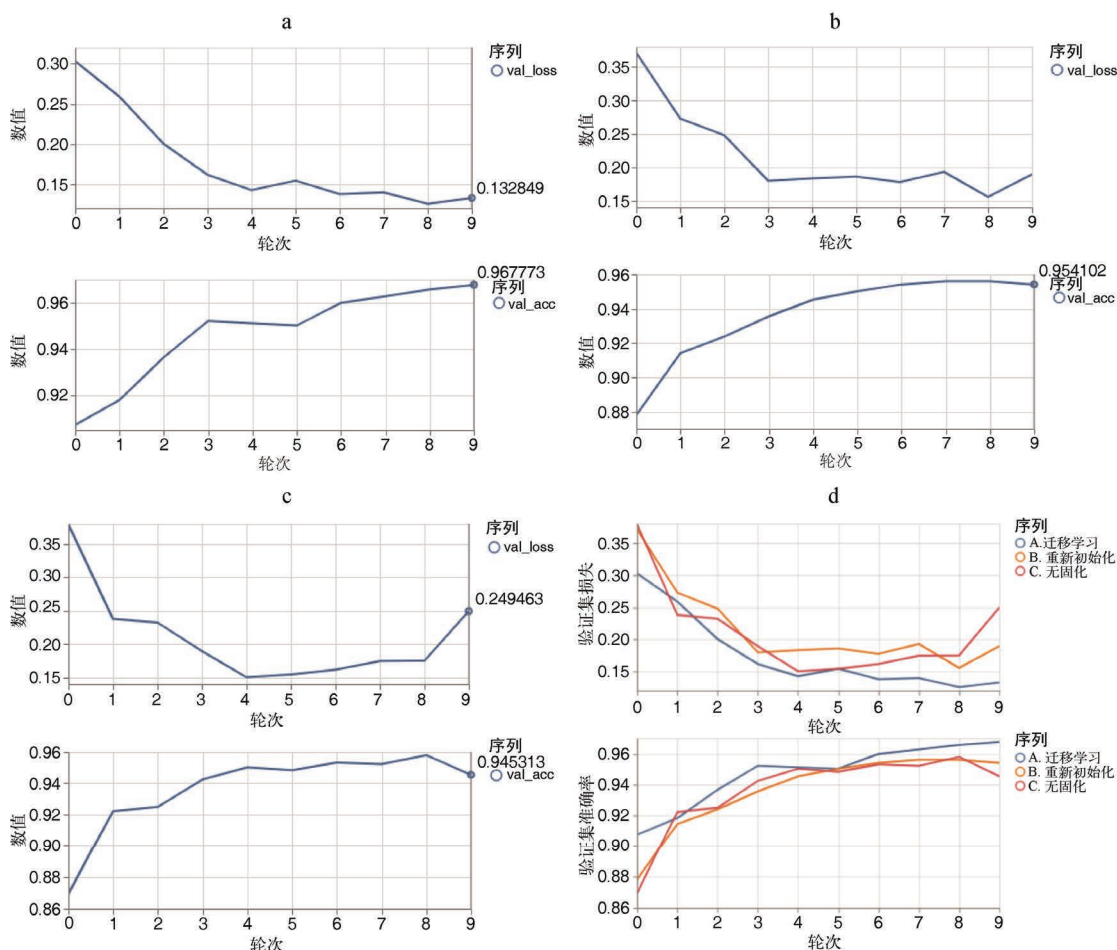 a
序列
val_loss
0.30
0.25
0.20
0.15
数值
0.132849
0 1 2 3 4 5 6 7 8 9
轮次
0.967773
序列
val_acc
0.96
0.94
0.92
数值
0 1 2 3 4 5 6 7 8 9
轮次
b
序列
val_loss
0.35
0.30
0.25
0.20
0.15
数值
0 1 2 3 4 5 6 7 8 9
轮次
0.954102
序列
val_acc
0.96
0.94
0.92
0.90
0.88
数值
0 1 2 3 4 5 6 7 8 9
轮次
c
序列
val_loss
0.35
0.30
0.25
0.20
0.15
数值
0.249463
0 1 2 3 4 5 6 7 8 9
轮次
序列
0.945313
val_acc
0.96
0.94
0.92
0.90
0.88
0.86
数值
0 1 2 3 4 5 6 7 8 9
轮次
d
序列
A.迁移学习
B. 重新初始化
C. 无固化
0.35
0.30
0.25
0.20
0.15
验证集损失
0 1 2 3 4 5 6 7 8 9
轮次
序列
A. 迁移学习
B. 重新初始化
C. 无固化
0.96
0.94
0.92
0.90
0.88
0.86
验证集准确率
0 1 2 3 4 5 6 7 8 9
轮次